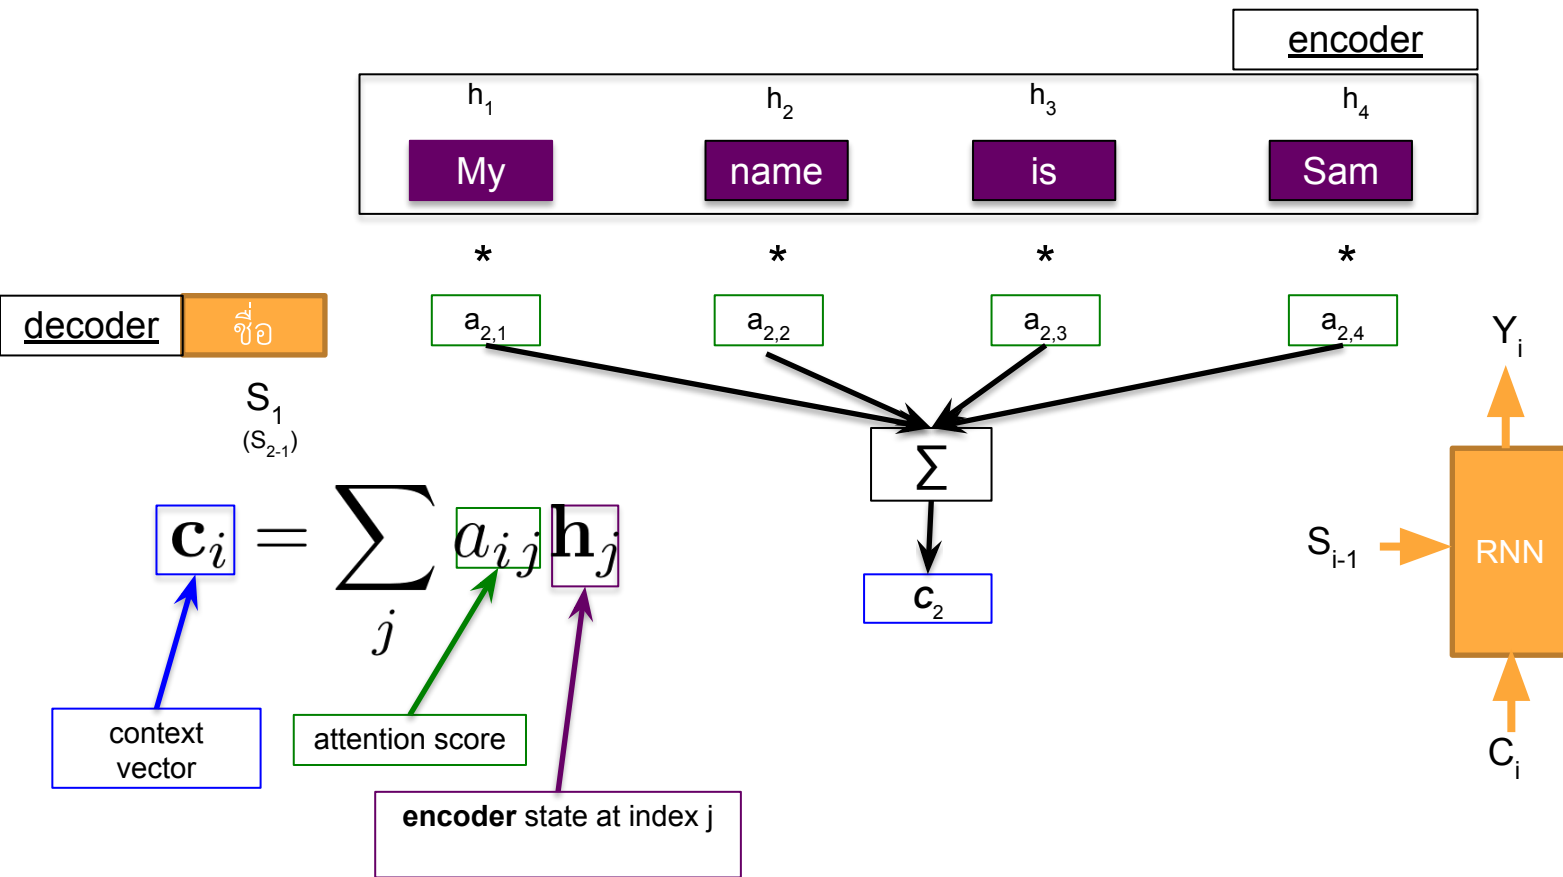 encoder
h1 h2 h3 h4
My name is Sam
* * * *
decoder ชื่อ a2,1 a2,2 a2,3 a2,4
S1
(S2-1)
Σ
c2
ci = ∑j aij hj
context
vector
attention score
encoder state at index j
Yi
Si-1 RNN
Ci